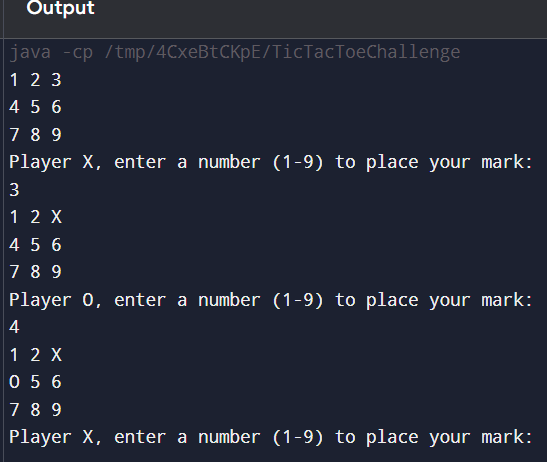 Output
java -cp /tmp/4CxeBtCKpE/TicTacToeChallenge
1 2 3
4 5 6
7 8 9
Player X, enter a number (1-9) to place your mark:
3
1 2 X
4 5 6
7 8 9
Player O, enter a number (1-9) to place your mark:
4
1 2 X
O 5 6
7 8 9
Player X, enter a number (1-9) to place your mark: